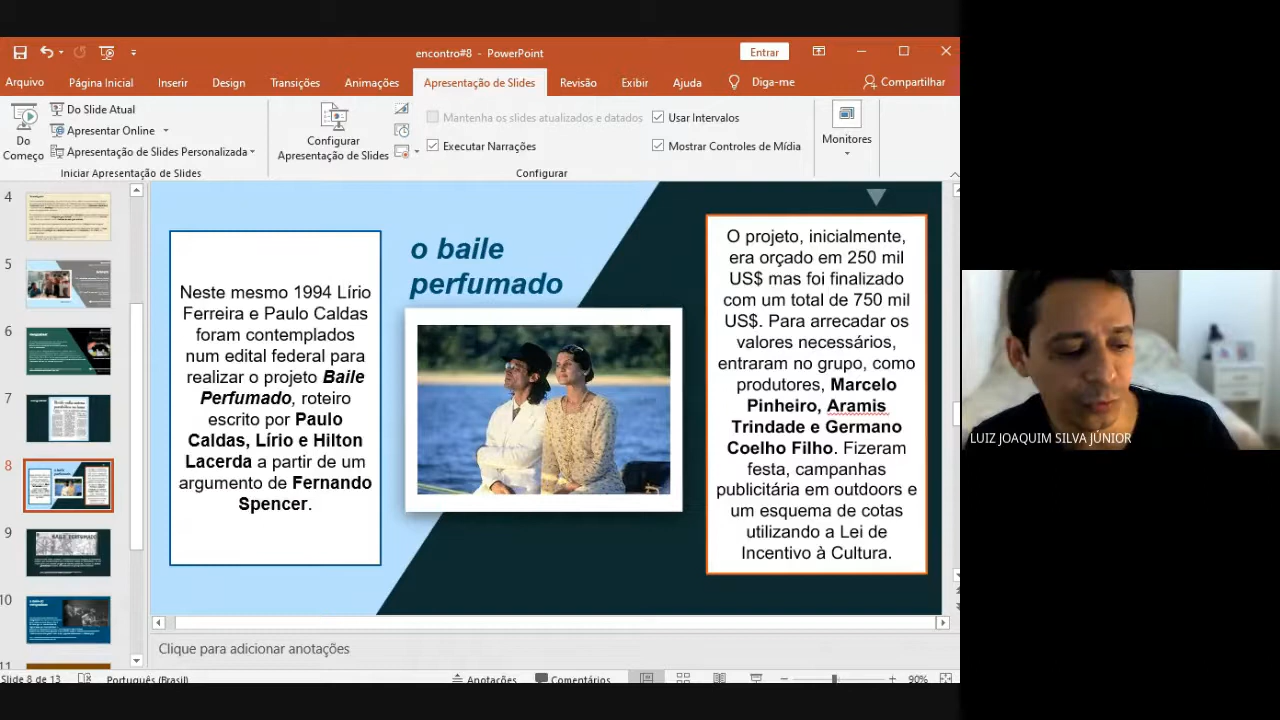 encontro#8 - PowerPoint
Entrar
Arquivo
Página Inicial
Inserir
Design
Transições
Animações
Apresentação de Slides
Revisão
Exibir
Ajuda
Diga-me
Compartilhar
Do Começo
Do Slide Atual
Apresentar Online
Apresentação de Slides Personalizada
Iniciar Apresentação de Slides
Configurar
Apresentação de Slides
Mantenha os slides atualizados e datados
Executar Narrações
Usar Intervalos
Mostrar Controles de Mídia
Configurar
Monitores
4
5
6
7
8
9
10
11
Neste mesmo 1994 Lírio
Ferreira e Paulo Caldas
foram contemplados
num edital federal para
realizar o projeto Baile
Perfumado, roteiro
escrito por Paulo
Caldas, Lírio e Hilton
Lacerda a partir de um
argumento de Fernando
Spencer.
o baile
perfumado
O projeto, inicialmente,
era orçado em 250 mil
US$ mas foi finalizado
com um total de 750 mil
US$. Para arrecadar os
valores necessários,
entraram no grupo, como
produtores, Marcelo
Pinheiro, Aramis
Trindade e Germano
Coelho Filho. Fizeram
festa, campanhas
publicitária em outdoors e
um esquema de cotas
utilizando a Lei de
Incentivo à Cultura.
LUIZ JOAQUIM SILVA JÚNIOR
Clique para adicionar anotações
Slide 8 de 13
Português (Brasil)
Anotações
Comentários
90%